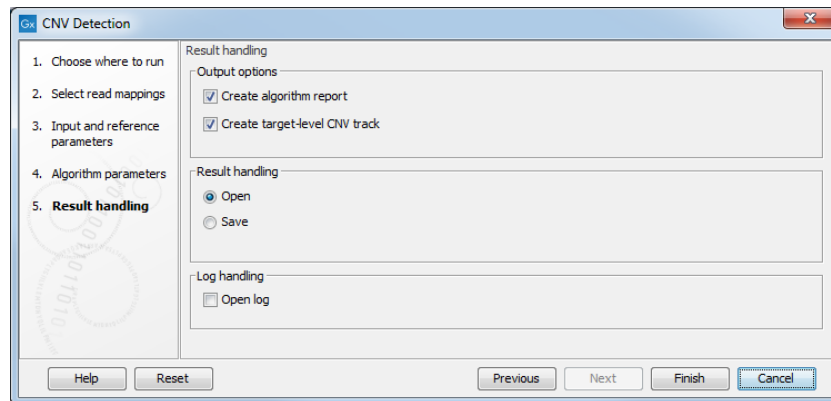 Gx CNV Detection
1. Choose where to run
2. Select read mappings
3. Input and reference
parameters
4. Algorithm parameters
5. Result handling
Result handling
Output options
Create algorithm report
Create target-level CNV track
Result handling
Open
Save
Log handling
Open log
Help
Reset
Previous
Next
Finish
Cancel